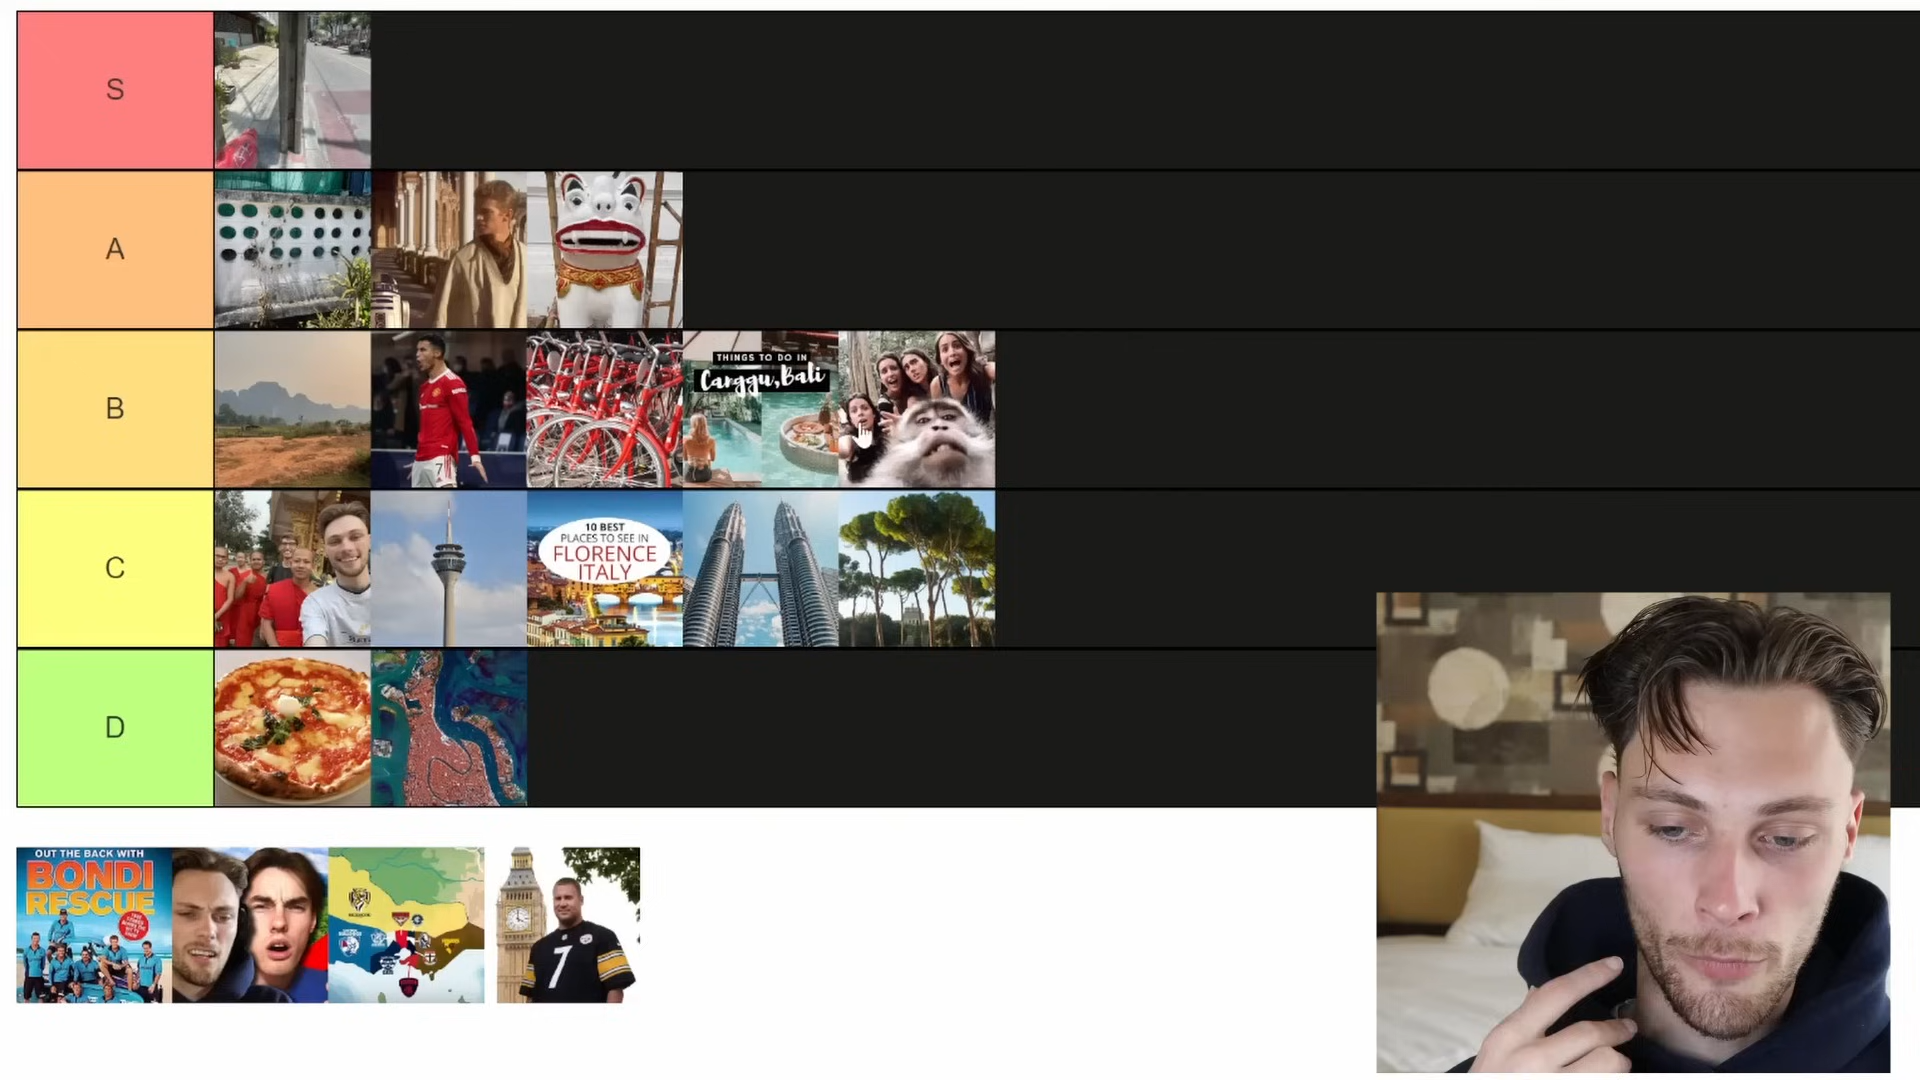 S
A
B
7
THINGS TO DO IN
Canggu, Bali
C
10 BEST
PLACES TO SEE IN
FLORENCE
ITALY
D
OUT THE BACK WITH
BONDI
RESCUE
7